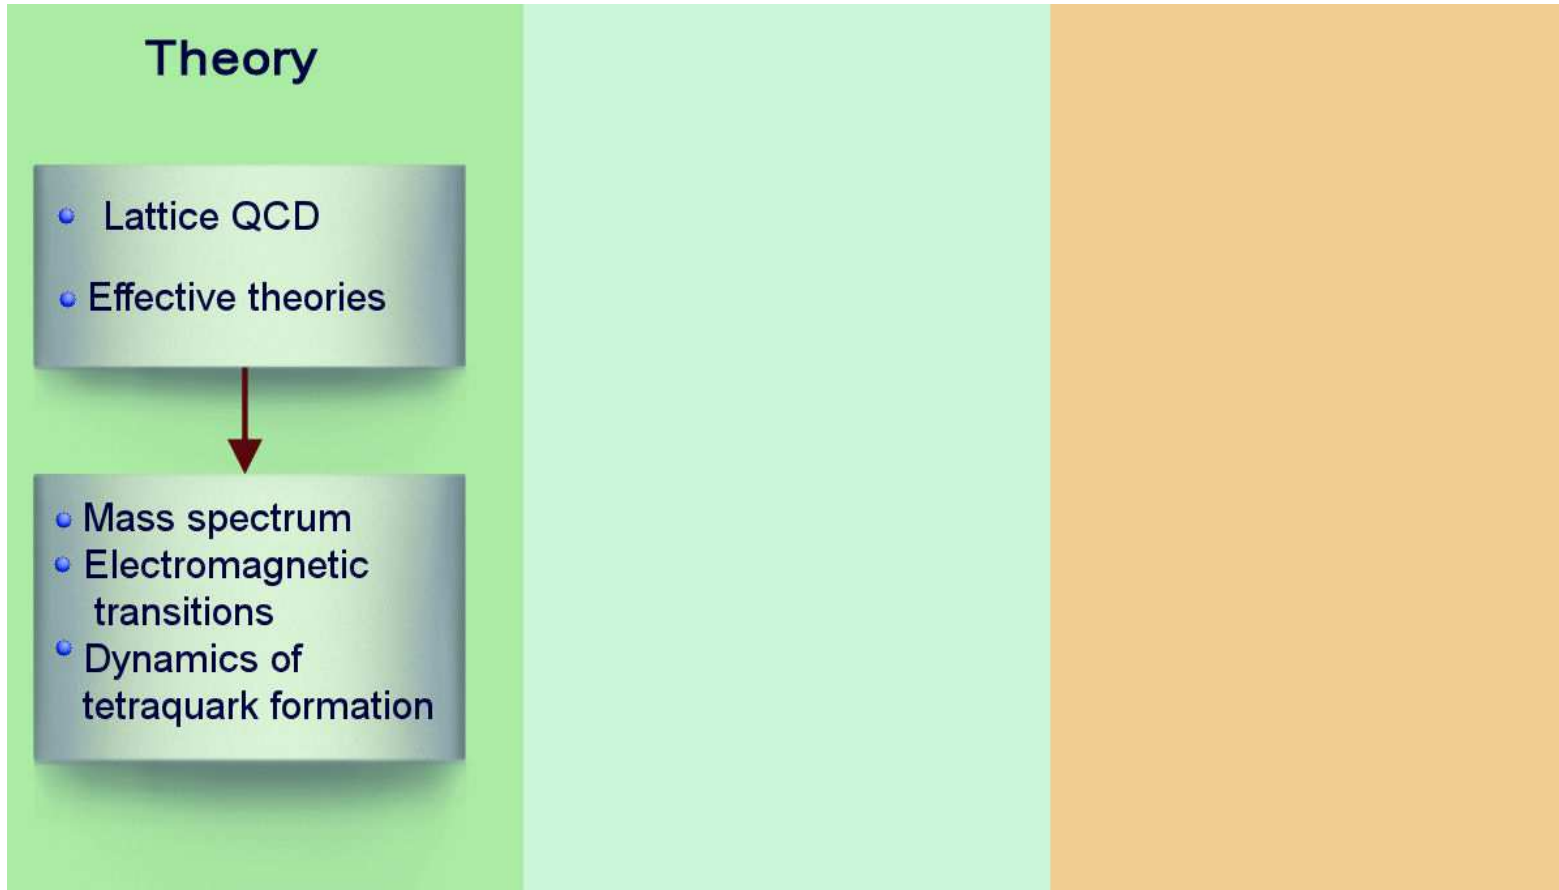 Theory
Lattice QCD
Effective theories
Mass spectrum
Electromagnetic
transitions
Dynamics of
tetraquark formation